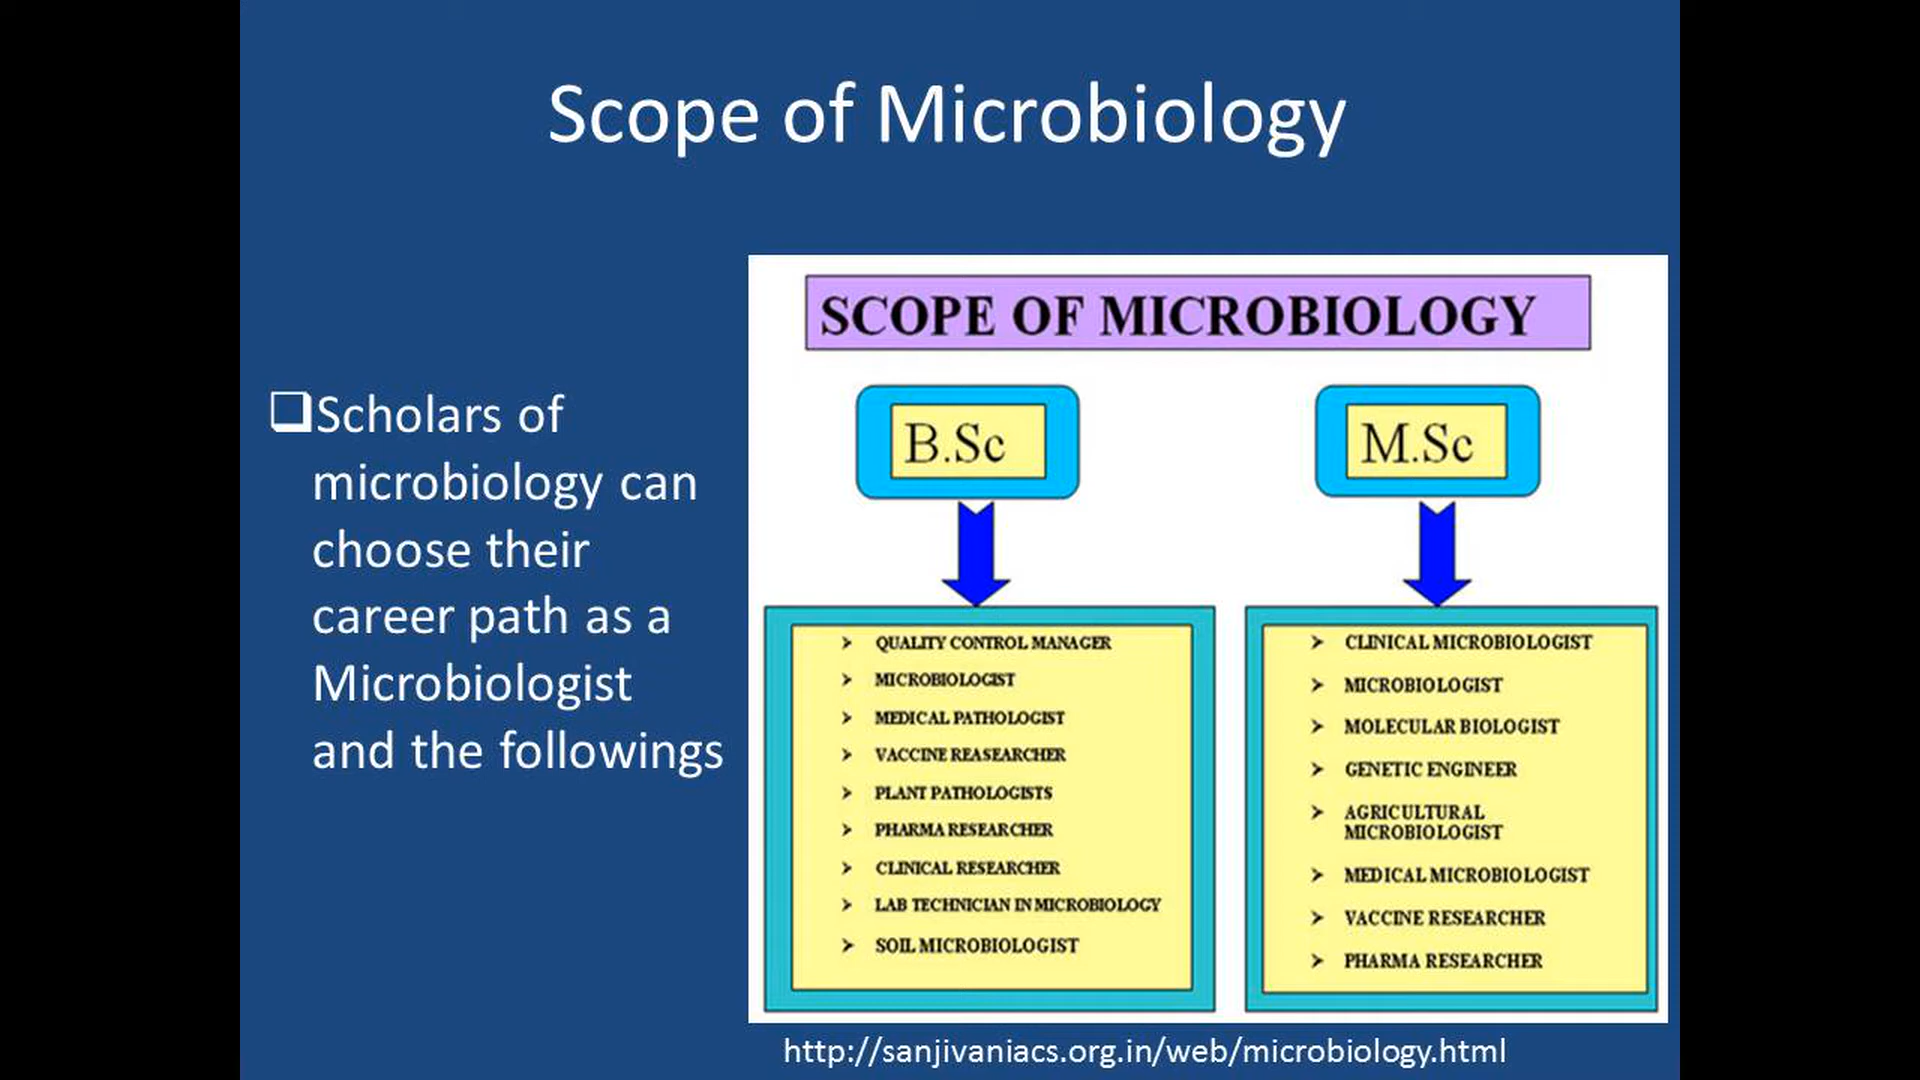 Scope of Microbiology
❑Scholars of
microbiology can
choose their
career path as a
Microbiologist
and the followings
SCOPE OF MICROBIOLOGY
B.Sc
➢ QUALITY CONTROL MANAGER
➢ MICROBIOLOGIST
➢ MEDICAL PATHOLOGIST
➢ VACCINE REASEARCHER
➢ PLANT PATHOLOGISTS
➢ PHARMA RESEARCHER
➢ CLINICAL RESEARCHER
➢ LAB TECHNICIAN IN MICROBIOLOGY
➢ SOIL MICROBIOLOGIST
M.Sc
➢ CLINICAL MICROBIOLOGIST
➢ MICROBIOLOGIST
➢ MOLECULAR BIOLOGIST
➢ GENETIC ENGINEER
➢ AGRICULTURAL
MICROBIOLOGIST
➢ MEDICAL MICROBIOLOGIST
➢ VACCINE RESEARCHER
➢ PHARMA RESEARCHER
http://sanjivaniacs.org.in/web/microbiology.html